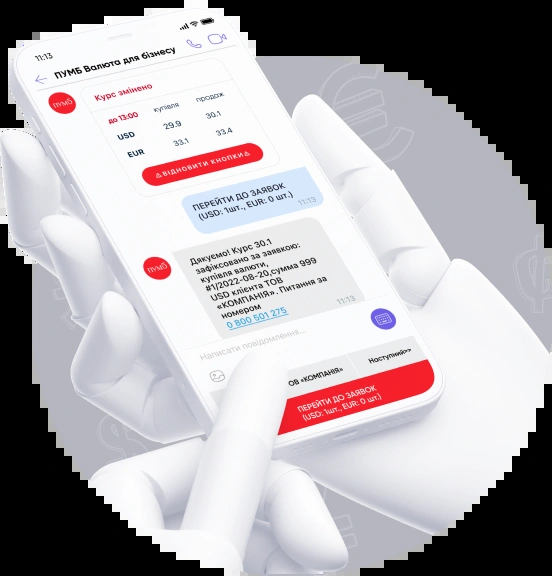 11:13
ПУМБ Валюта для бізнесу
ПУМБ
Курс змінено
до 13:00 купівля продаж
USD 29.9 30.1
EUR 33.1 33.4
⚠ВІДНОВИТИ КНОПКИ⚠
ПЕРЕЙТИ ДО ЗАЯВОК
(USD: 1шт., EUR: 0 шт.)
11:13
ПУМБ
Дякуємо! Курс 30.1
зафіксовано за заявкою:
купівля валюти,
#1/2022-08-20,сумма 999
USD клієнта ТОВ
«КОМПАНІЯ». Питання за
номером
0 800 501 275
11:13
Написати повідомлення...
ОВ «КОМПАНІЯ»
Наступний>>
ПЕРЕЙТИ ДО ЗАЯВОК
(USD: 1шт., EUR: 0 шт.)